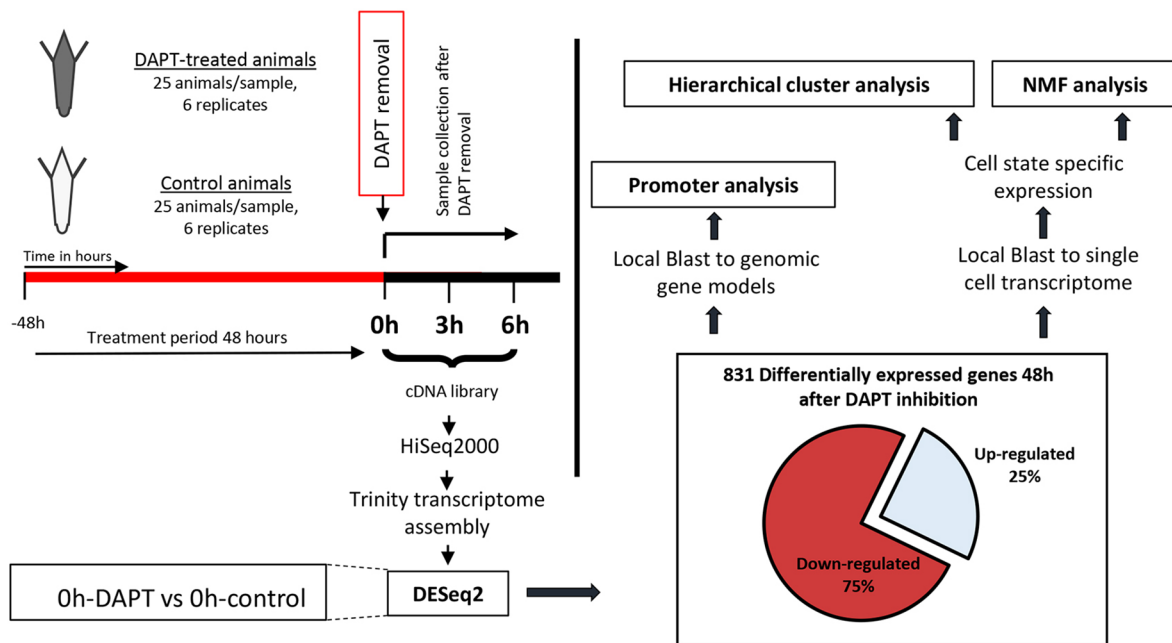 DAPT-treated animals
25 animals/sample,
6 replicates
Control animals
25 animals/sample,
6 replicates
DAPT removal
Sample collection after
DAPT removal
Time in hours
-48h
0h
3h
6h
Treatment period 48 hours
cDNA library
HiSeq2000
Trinity transcriptome
assembly
0h-DAPT vs 0h-control
DESeq2
Hierarchical cluster analysis
NMF analysis
Cell state specific
expression
Promoter analysis
Local Blast to genomic
gene models
Local Blast to single
cell transcriptome
831 Differentially expressed genes 48h
after DAPT inhibition
Up-regulated
25%
Down-regulated
75%